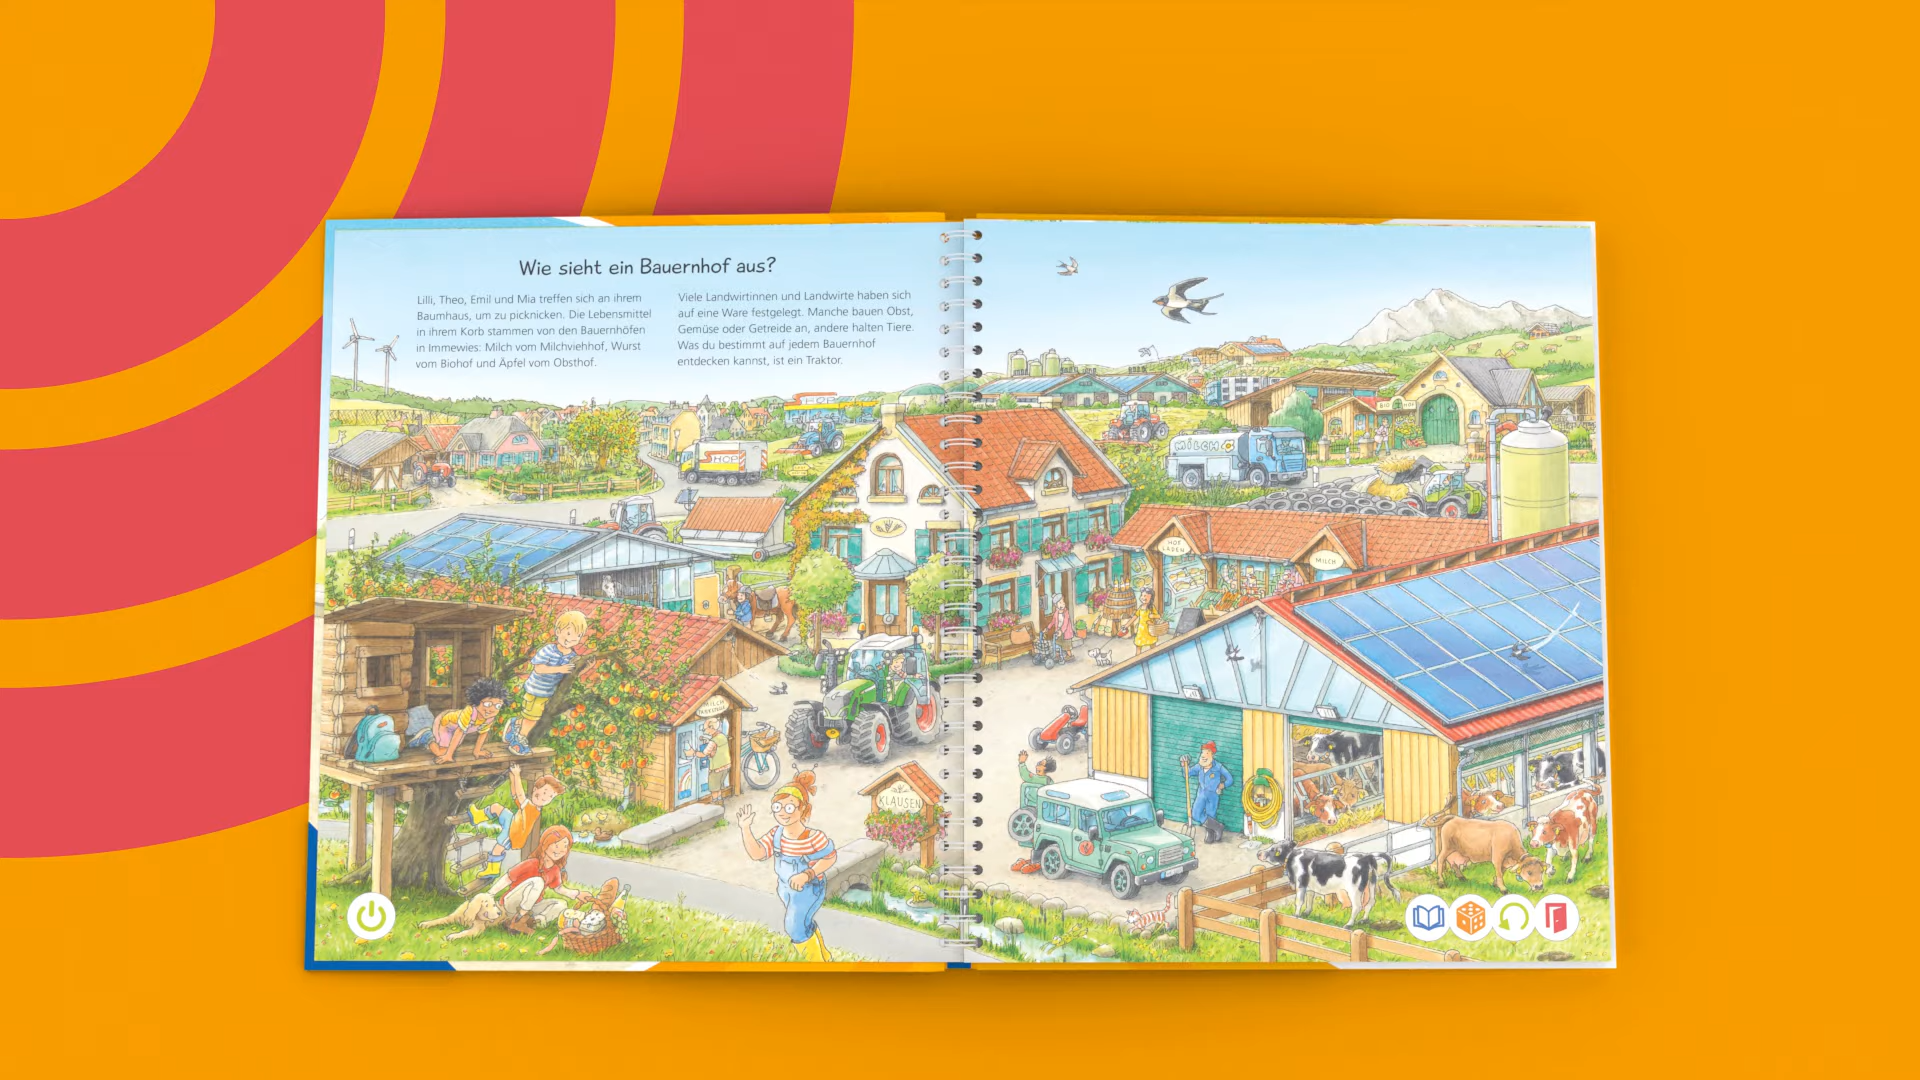 Wie sieht ein Bauernhof aus?
Lilli, Theo, Emil und Mia treffen sich an ihrem
Baumhaus, um zu picknicken. Die Lebensmittel
in ihrem Korb stammen von den Bauernhöfen
in Immewies: Milch vom Milchviehhof, Wurst
vom Biohof und Äpfel vom Obsthof.
Viele Landwirtinnen und Landwirte haben sich
auf eine Ware festgelegt. Manche bauen Obst,
Gemüse oder Getreide an, andere halten Tiere.
Was du bestimmt auf jedem Bauernhof
entdecken kannst, ist ein Traktor.
SHOP
SHOP
MILCH
BIO HOF
HOF
LADEN
MILCH
MILCH
KLAUSEN